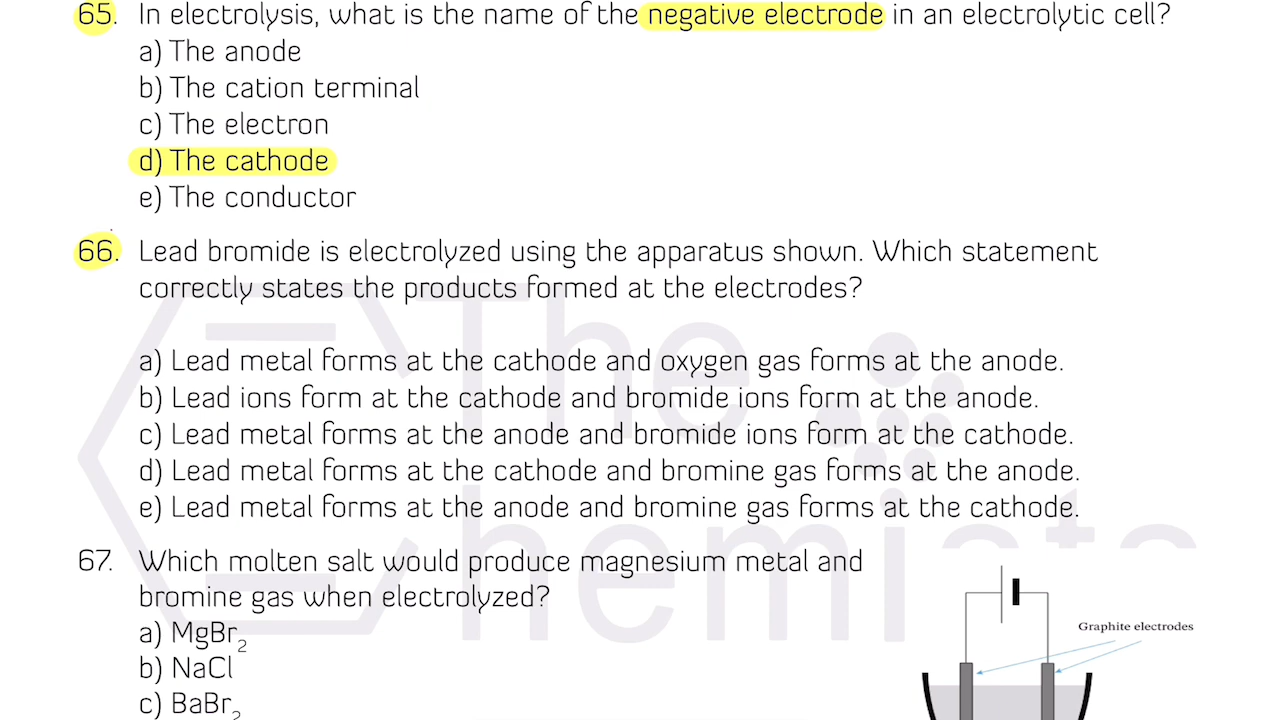 65. In electrolysis, what is the name of the negative electrode in an electrolytic cell?
a) The anode
b) The cation terminal
c) The electron
d) The cathode
e) The conductor
66. Lead bromide is electrolyzed using the apparatus shown. Which statement
correctly states the products formed at the electrodes?
a) Lead metal forms at the cathode and oxygen gas forms at the anode.
b) Lead ions form at the cathode and bromide ions form at the anode.
c) Lead metal forms at the anode and bromide ions form at the cathode.
d) Lead metal forms at the cathode and bromine gas forms at the anode.
e) Lead metal forms at the anode and bromine gas forms at the cathode.
The
Chemists
67. Which molten salt would produce magnesium metal and
bromine gas when electrolyzed?
a) MgBr₂
b) NaCl
c) BaBr₂
Graphite electrodes